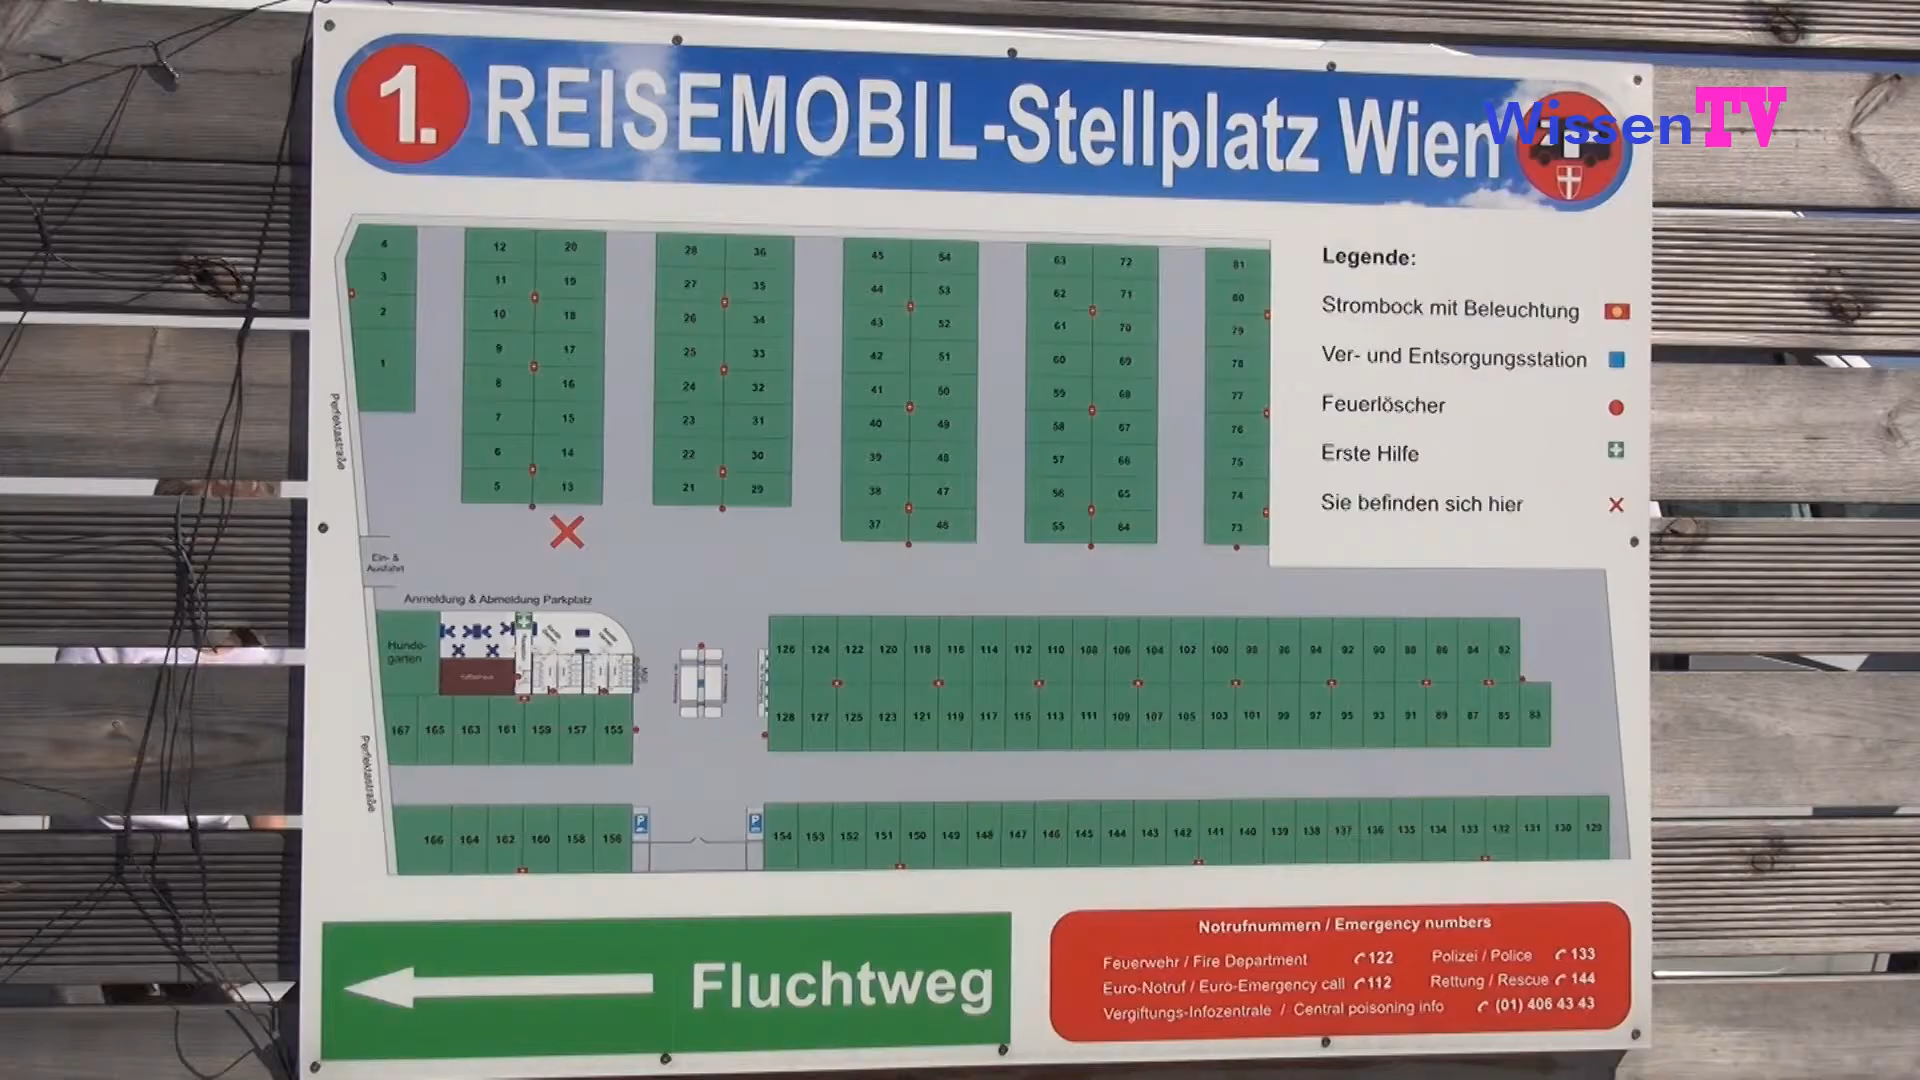 1. REISEMOBIL-Stellplatz Wien
WissenTV
Legende:
Strombock mit Beleuchtung
Ver- und Entsorgungsstation
Feuerlöscher
Erste Hilfe
Sie befinden sich hier
4 12 20 28 36 45 54 63 72 81
3 11 19 27 35 44 53 62 71 80
2 10 18 26 34 43 52 61 70 79
1 9 17 25 33 42 51 60 69 78
8 16 24 32 41 50 59 68 77
7 15 23 31 40 49 58 67 76
6 14 22 30 39 48 57 66 75
5 13 21 29 38 47 56 65 74
37 46 55 64 73
Perfektastraße
Ein- &
Ausfahrt
Anmeldung & Abmeldung Parkplatz
Hunde-
garten
126 124 122 120 118 116 114 112 110 108 106 104 102 100 98 96 94 92 90 88 86 84 82
128 127 125 123 121 119 117 115 113 111 109 107 105 103 101 99 97 95 93 91 89 87 85 83
167 165 163 161 159 157 155
Perfektastraße
166 164 162 160 158 156
P P
154 153 152 151 150 149 148 147 146 145 144 143 142 141 140 139 138 137 136 135 134 133 132 131 130 129
Fluchtweg
Notrufnummern / Emergency numbers
Feuerwehr / Fire Department 122 Polizei / Police 133
Euro-Notruf / Euro-Emergency call 112 Rettung / Rescue 144
Vergiftungs-Infozentrale / Central poisoning info (01) 406 43 43